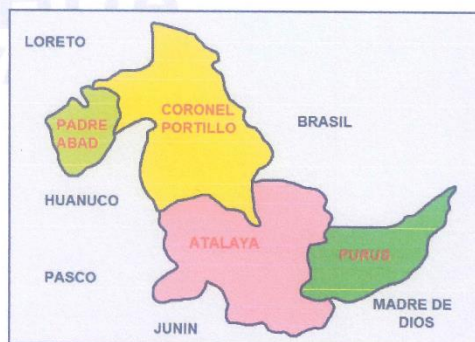 LORETO
CORONEL
PORTILLO
PADRE
ABAD
BRASIL
HUANUCO
ATALAYA
PURUS
PASCO
MADRE DE
DIOS
JUNIN